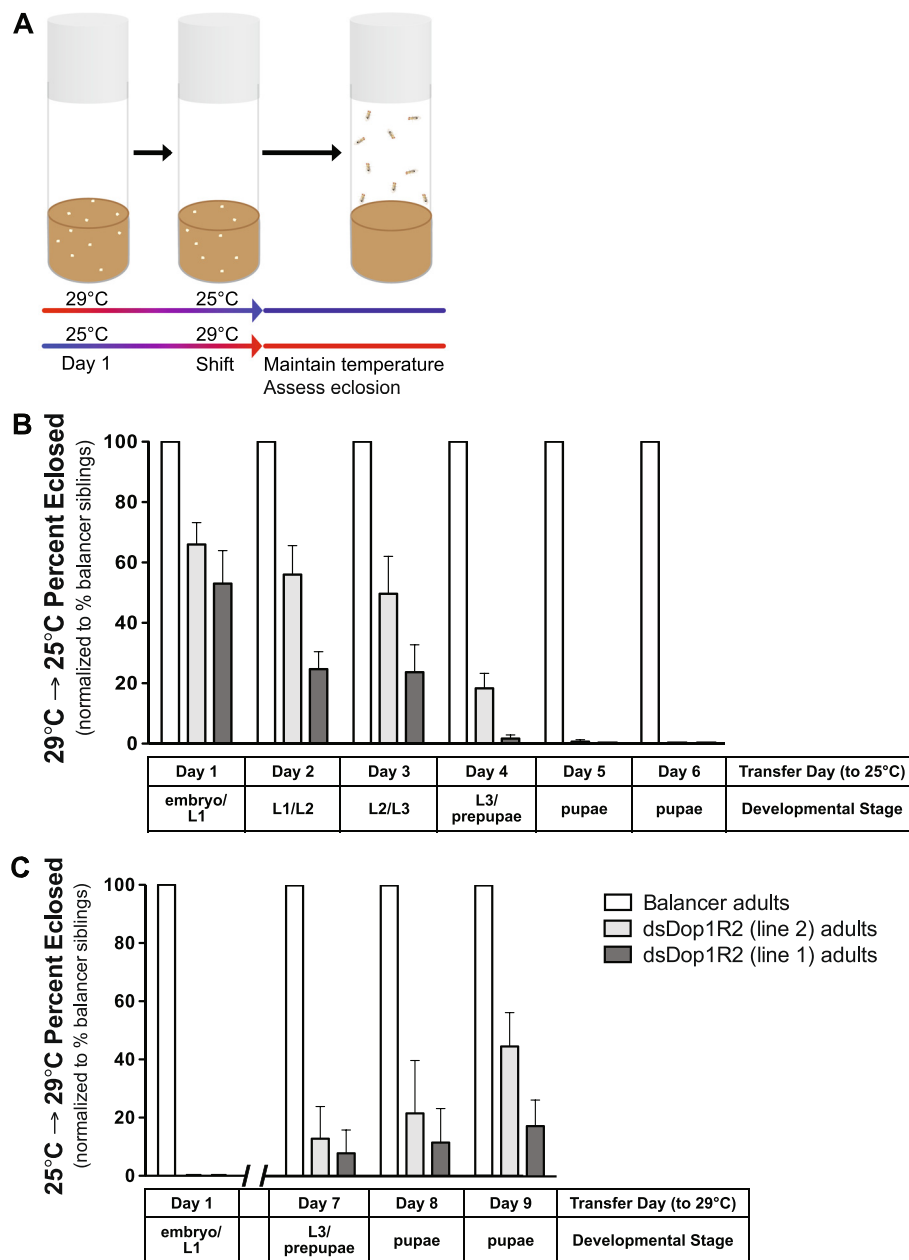 A
29°C 25°C
25°C 29°C
Day 1 Shift Maintain temperature
Assess eclosion
B
29°C → 25°C Percent Eclosed
(normalized to % balancer siblings)
100
80
60
40
20
0
Day 1 Day 2 Day 3 Day 4 Day 5 Day 6 Transfer Day (to 25°C)
embryo/L1 L1/L2 L2/L3 L3/prepupae pupae pupae Developmental Stage
C
25°C → 29°C Percent Eclosed
(normalized to % balancer siblings)
100
80
60
40
20
0
Balancer adults
dsDop1R2 (line 2) adults
dsDop1R2 (line 1) adults
Day 1 Day 7 Day 8 Day 9 Transfer Day (to 29°C)
embryo/L1 L3/prepupae pupae pupae Developmental Stage